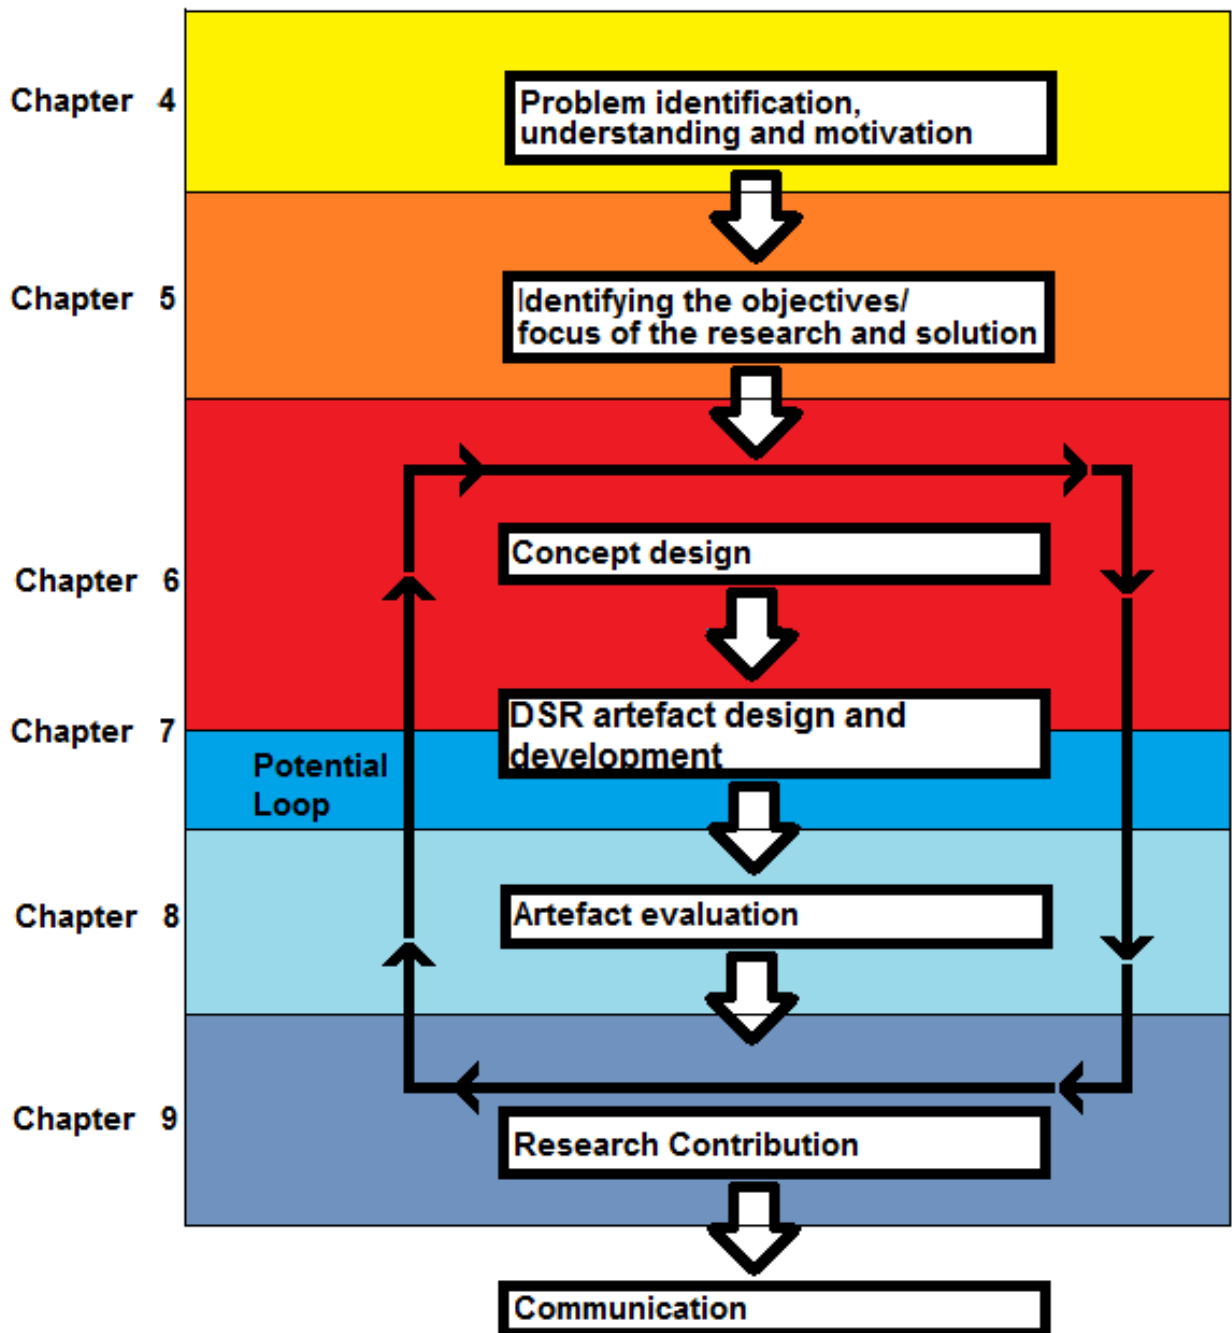 Chapter 4
Problem identification,
understanding and motivation
Chapter 5
Identifying the objectives/
focus of the research and solution
Chapter 6
Concept design
Chapter 7
DSR artefact design and
development
Potential
Loop
Chapter 8
Artefact evaluation
Chapter 9
Research Contribution
Communication